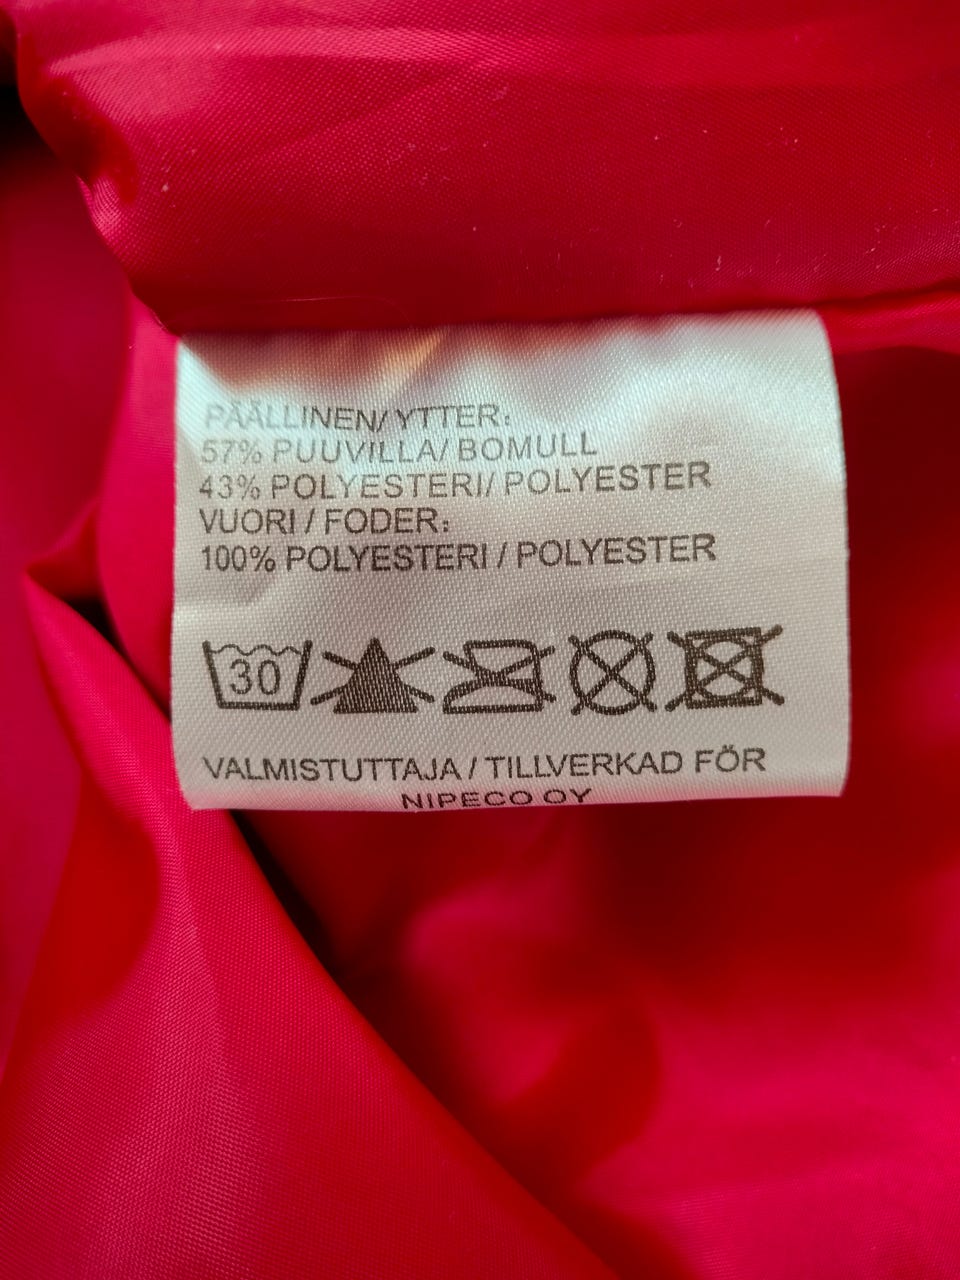 PÄÄLLINEN/ YTTER:
57% PUUVILLA/ BOMULL
43% POLYESTERI/ POLYESTER
VUORI / FODER:
100% POLYESTERI / POLYESTER
30
VALMISTUTTAJA / TILLVERKAD FÖR
NIPECO OY